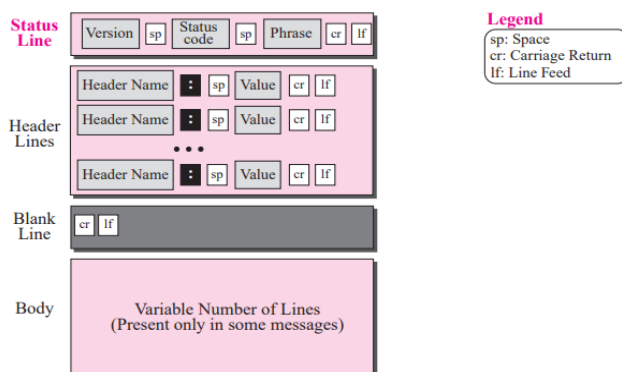 Status Line
Version sp Status code sp Phrase cr lf
Legend
sp: Space
cr: Carriage Return
lf: Line Feed
Header Lines
Header Name : sp Value cr lf
Header Name : sp Value cr lf
•••
Header Name : sp Value cr lf
Blank Line
cr lf
Body
Variable Number of Lines
(Present only in some messages)